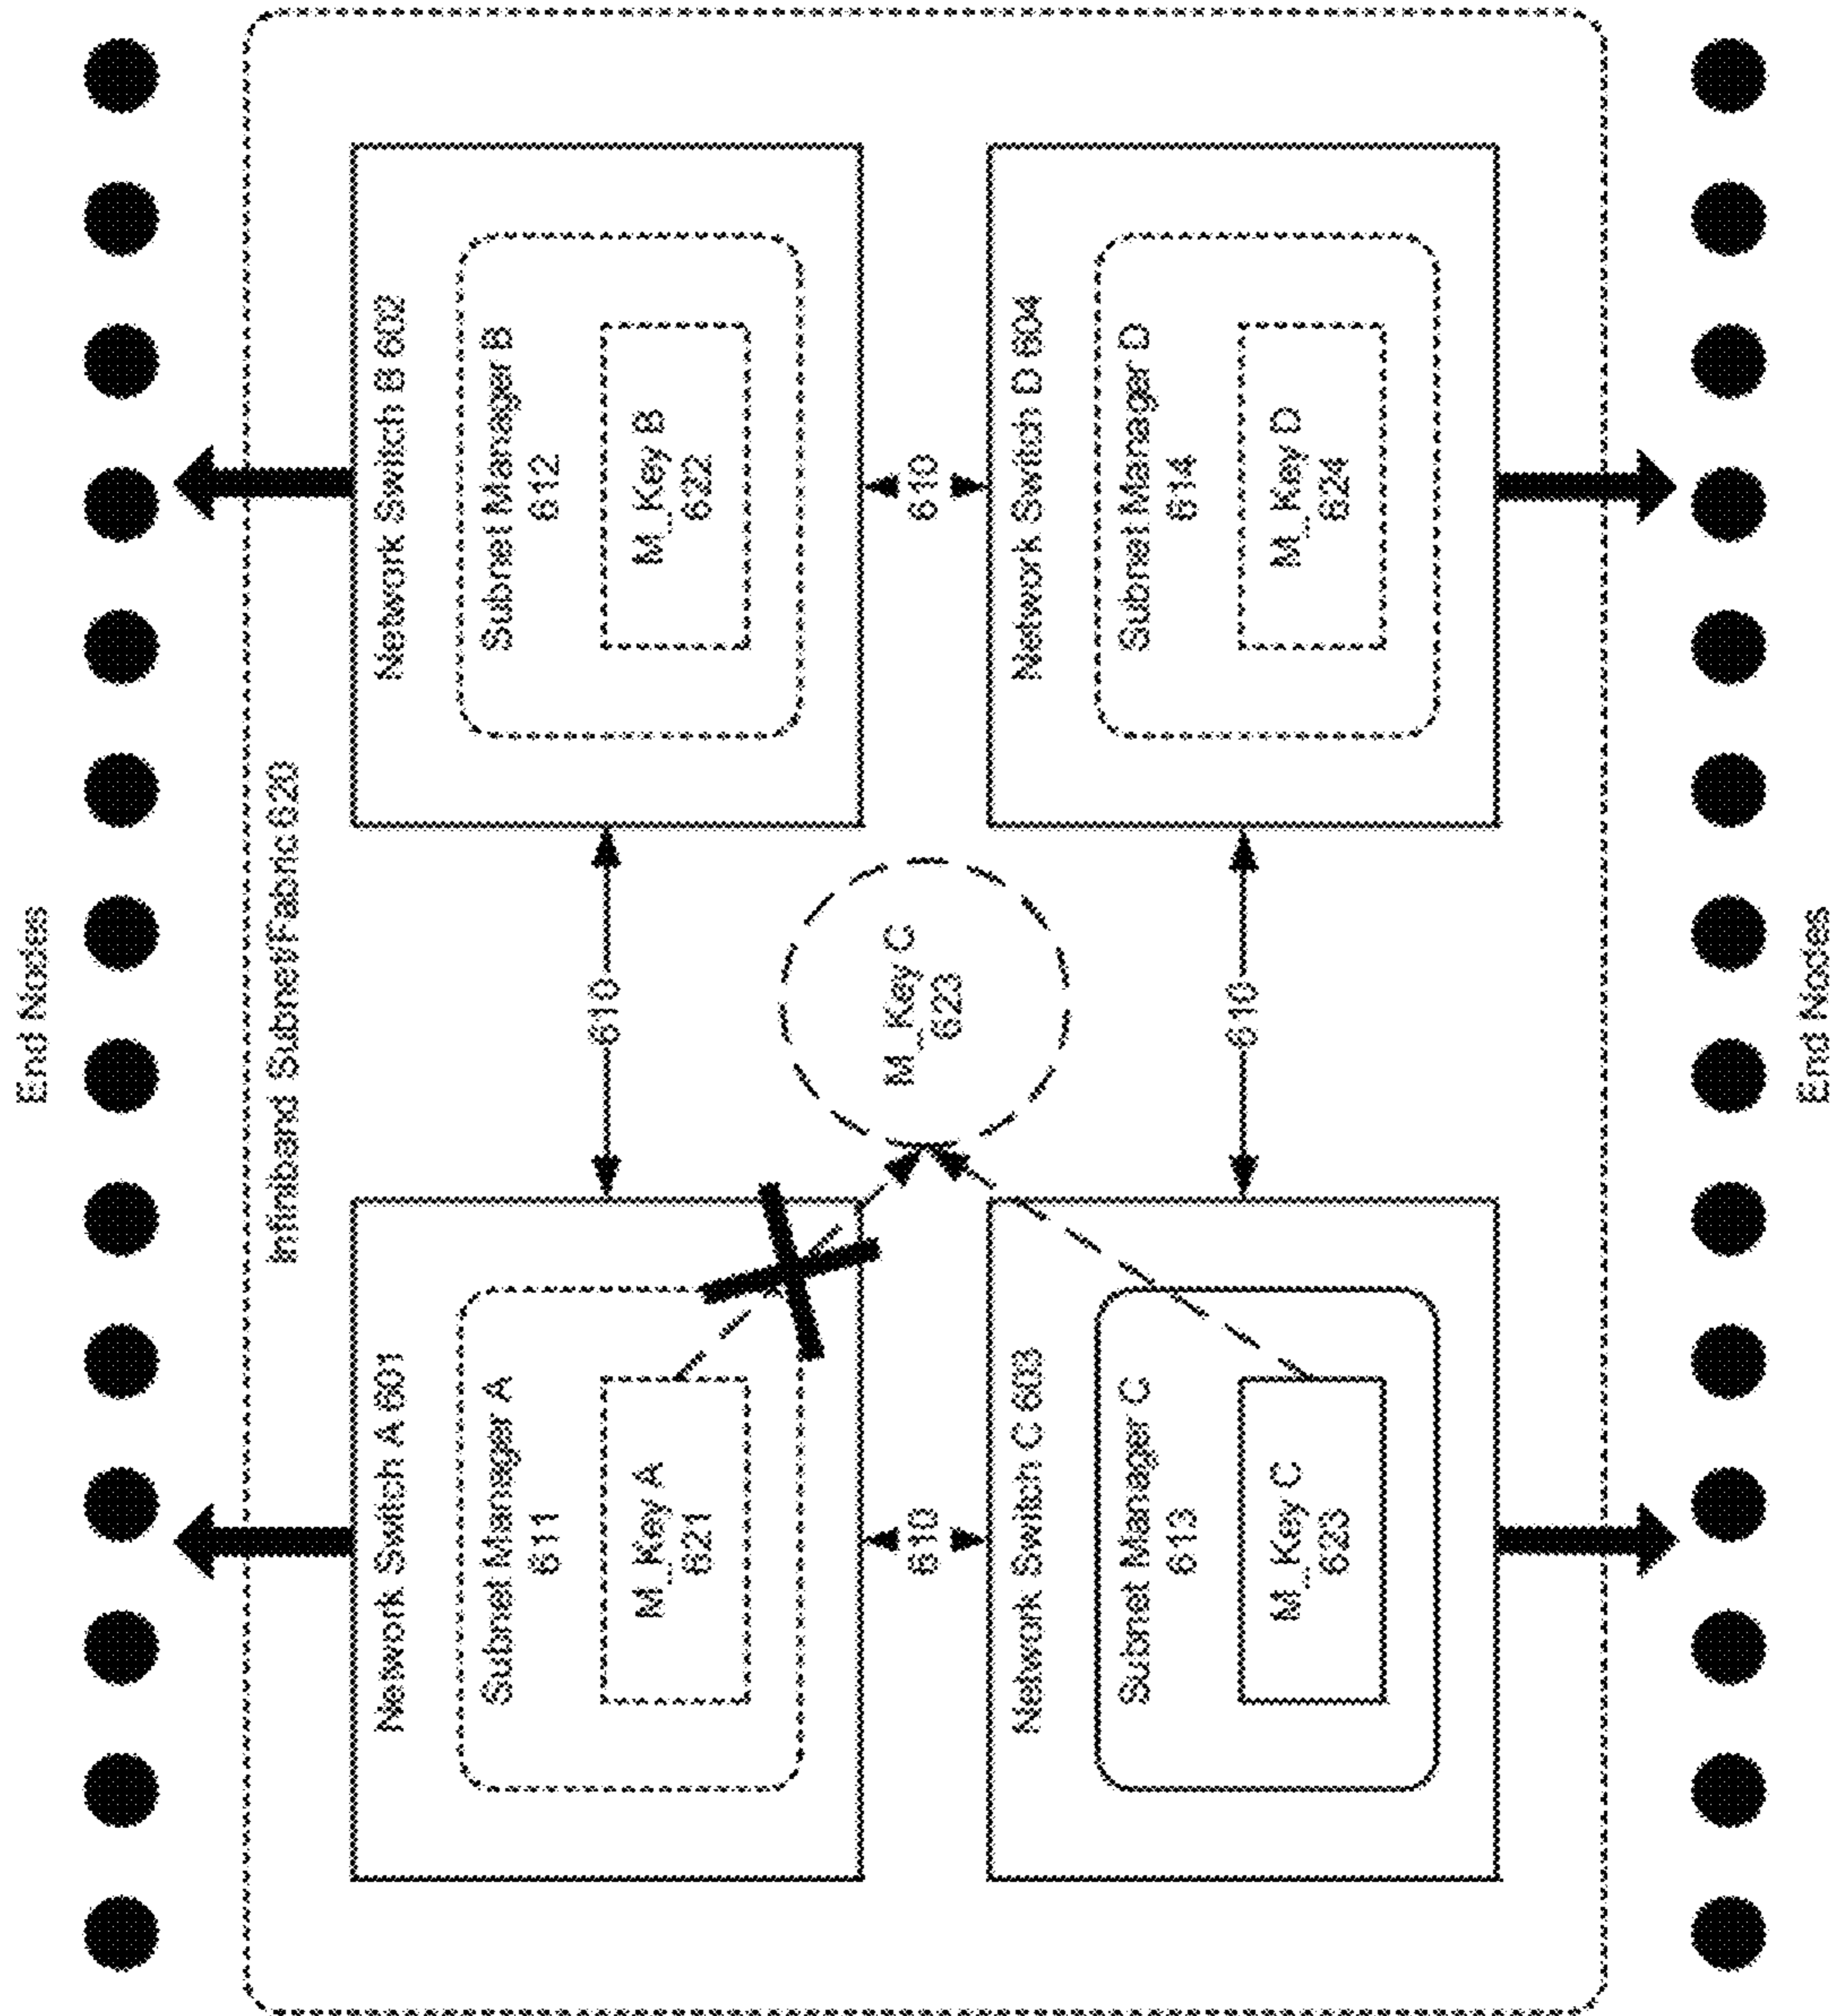 End Nodes
Infiniband Subnet/Fabric 620
Network Switch A 601
Subnet Manager A
611
M_Key A
621
610
Network Switch B 602
Subnet Manager B
612
M_Key B
622
610
M_Key C
623
610
Network Switch C 603
Subnet Manager C
613
M_Key C
623
610
Network Switch D 604
Subnet Manager D
614
M_Key D
624
End Nodes